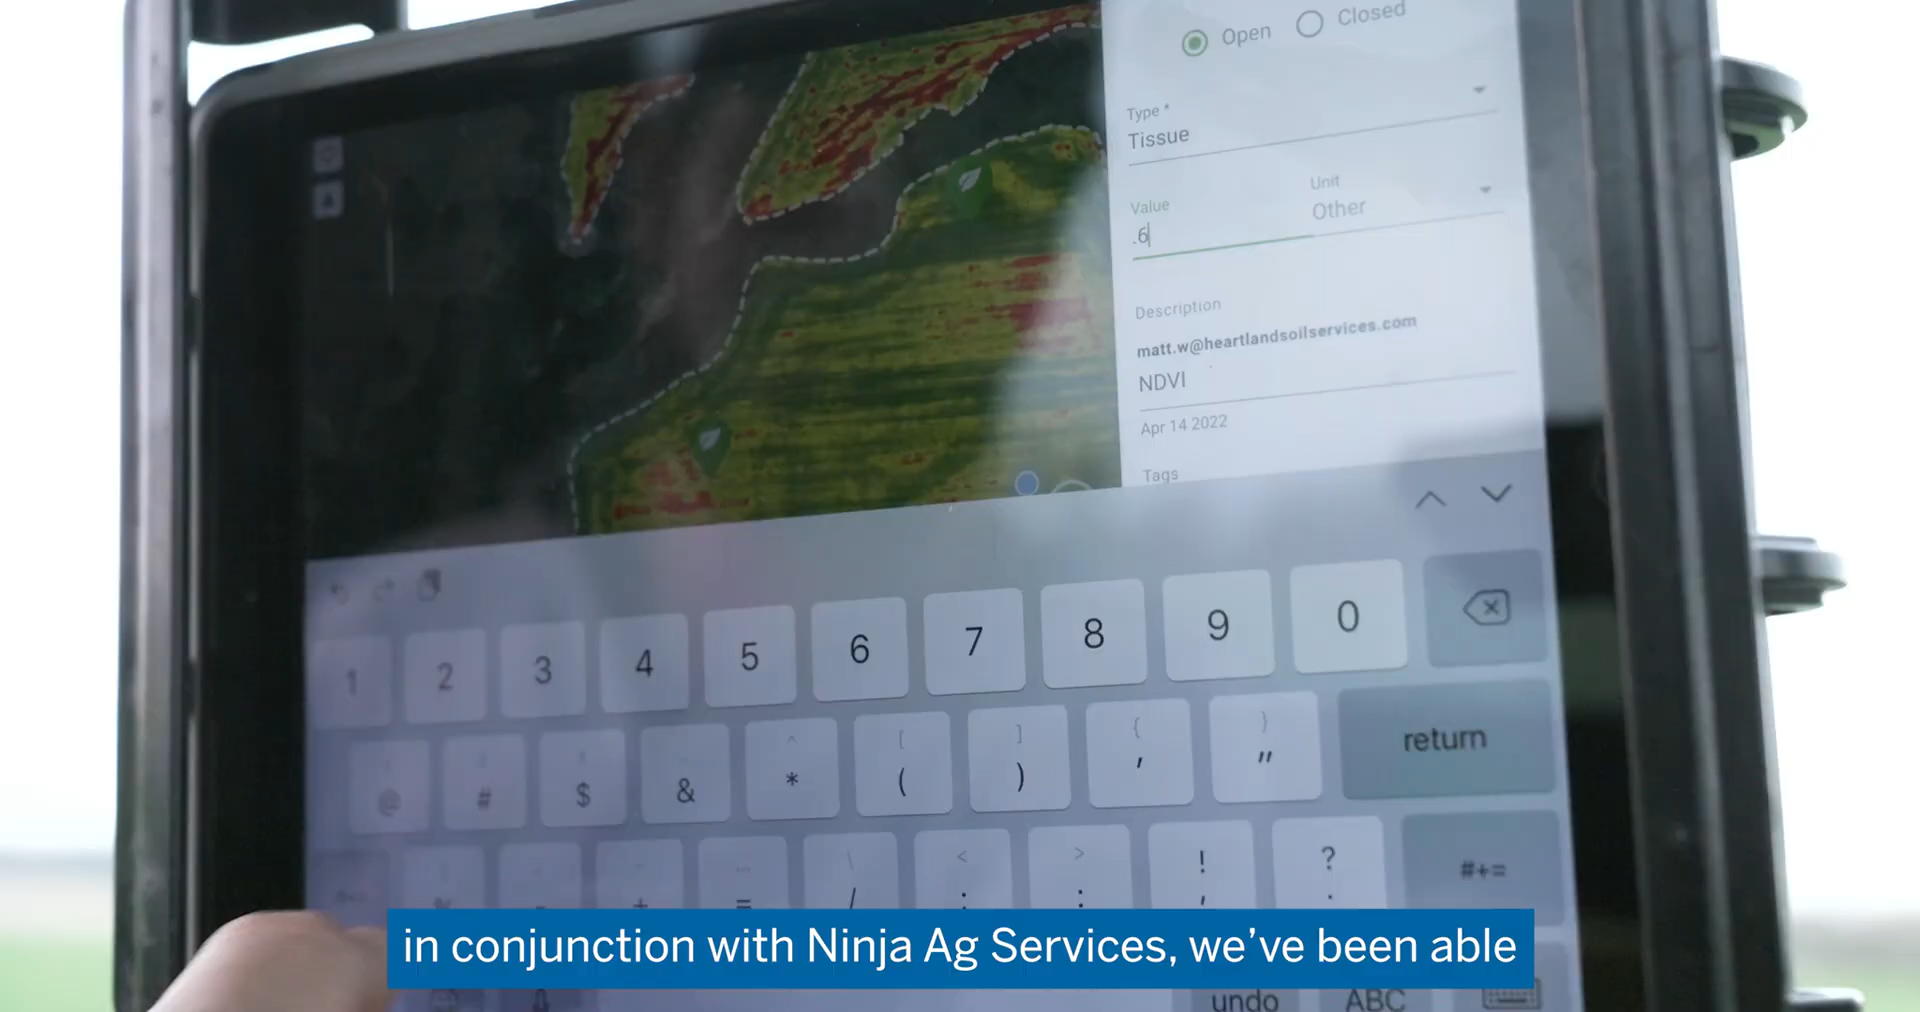 Open Closed
Type *
Tissue
Value Unit
.6 Other
Description
matt.w@heartlandsoilservices.com
NDVI
Apr 14 2022
Tags
1 2 3 4 5 6 7 8 9 0
^ [ ] { }
@ # $ & * ( ) ' " return
\ < > ! ?
% - + = / ; : , . #+=
in conjunction with Ninja Ag Services, we've been able
undo ABC